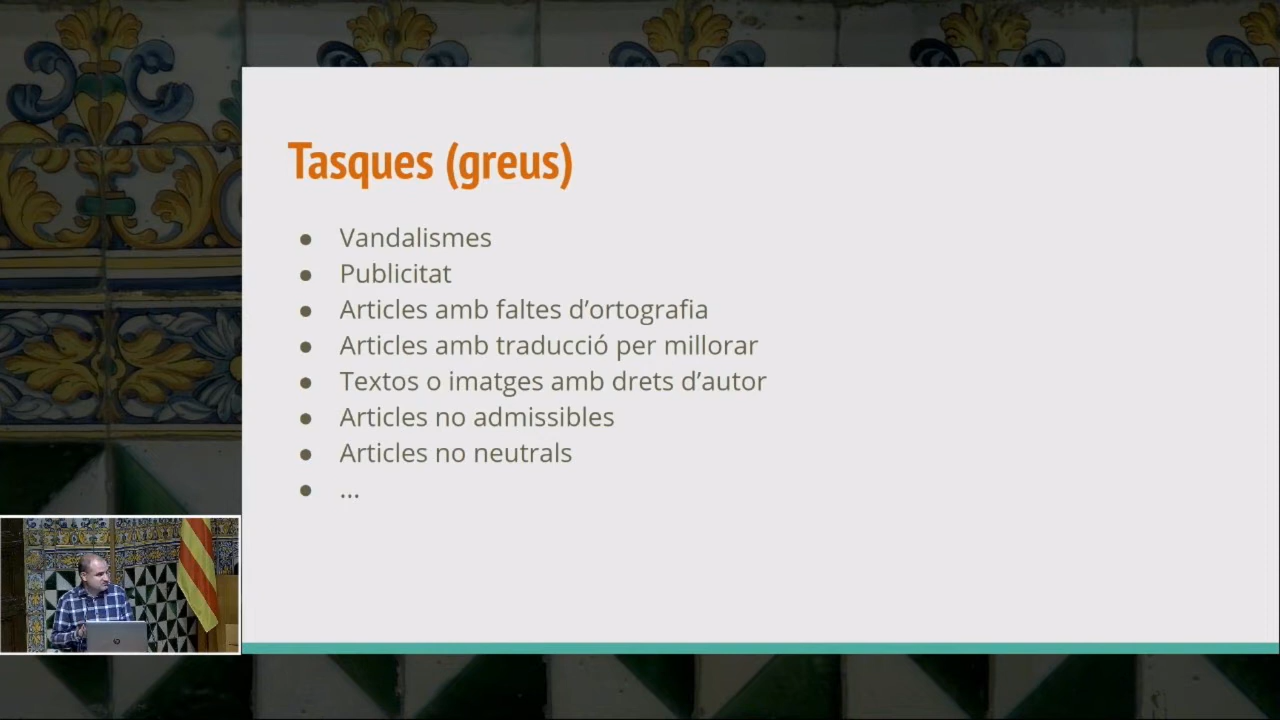 Tasques (greus)
● Vandalismes
● Publicitat
● Articles amb faltes d’ortografia
● Articles amb traducció per millorar
● Textos o imatges amb drets d’autor
● Articles no admissibles
● Articles no neutrals
● ...